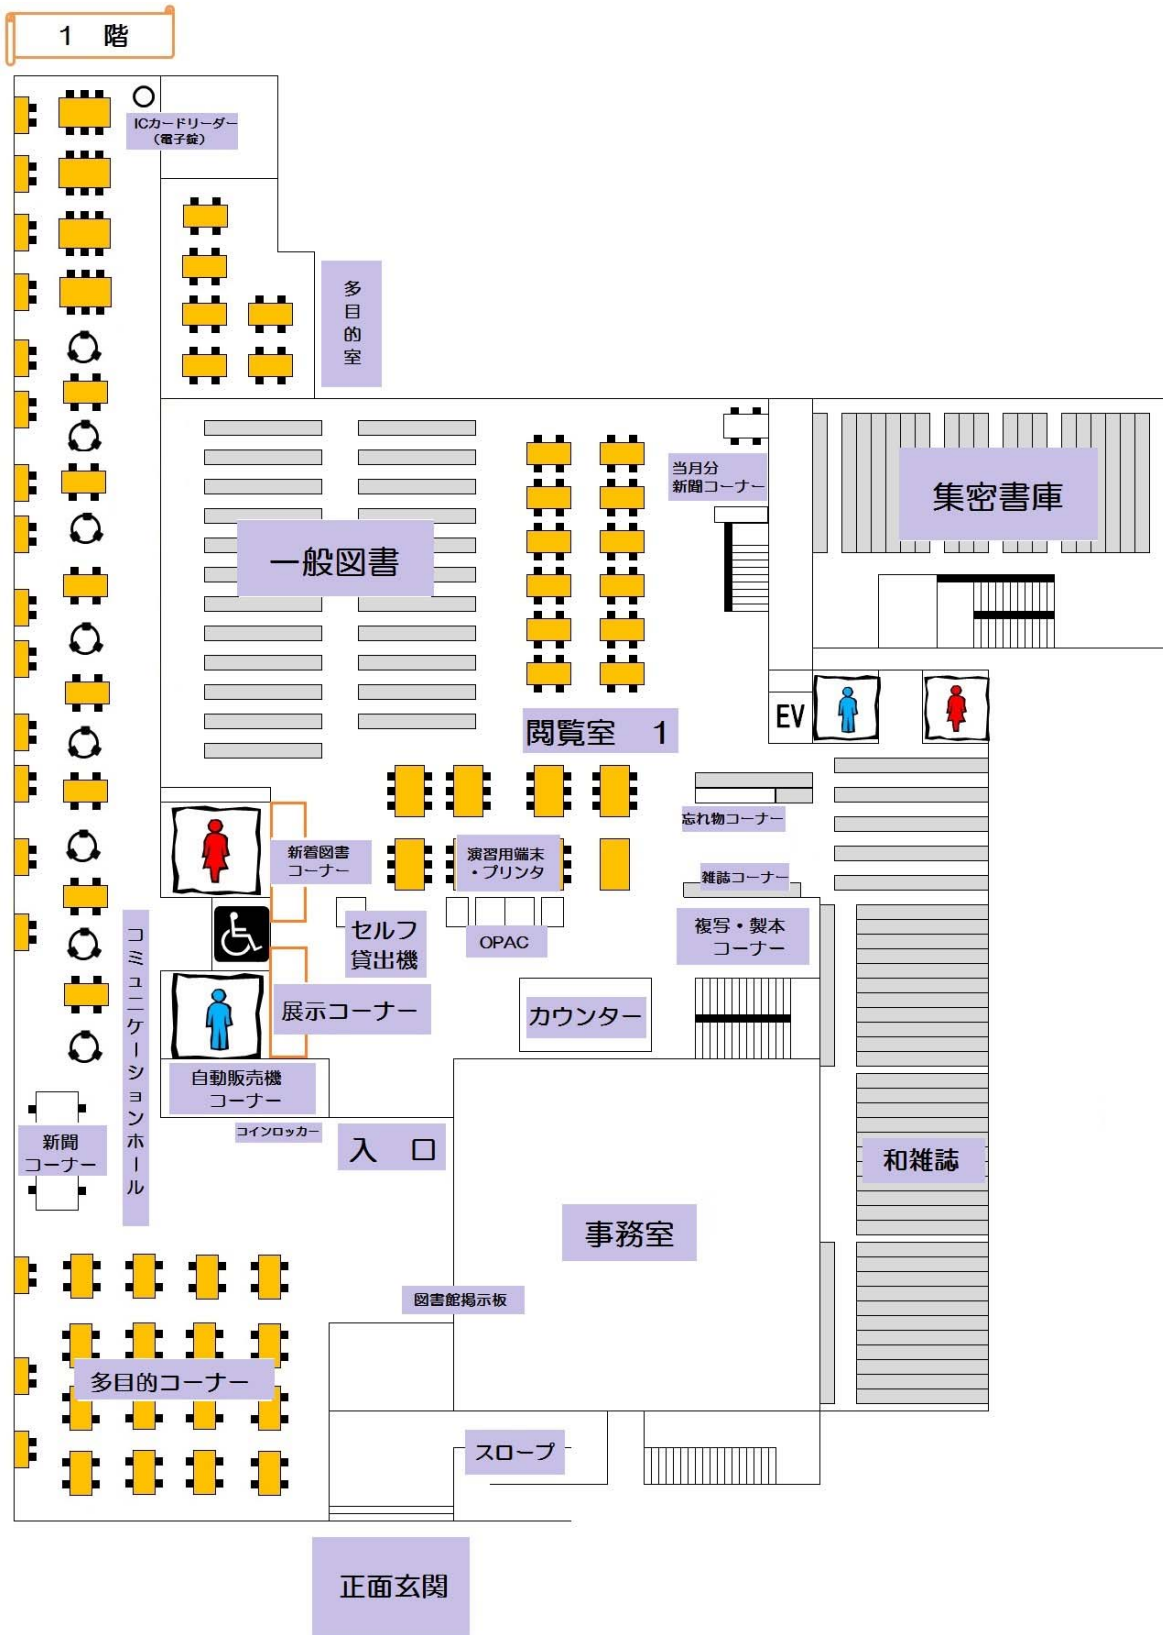 1 階
ICカードリーダー
（電子錠）
多目的室
当月分
新聞コーナー
集密書庫
一般図書
閲覧室 1
EV
忘れ物コーナー
新着図書
コーナー
演習用端末
・プリンタ
雑誌コーナー
セルフ
貸出機
OPAC
複写・製本
コーナー
コミュニケーションホール
展示コーナー
カウンター
自動販売機
コーナー
コインロッカー
入 口
新聞
コーナー
和雑誌
事務室
図書館掲示板
多目的コーナー
スロープ
正面玄関